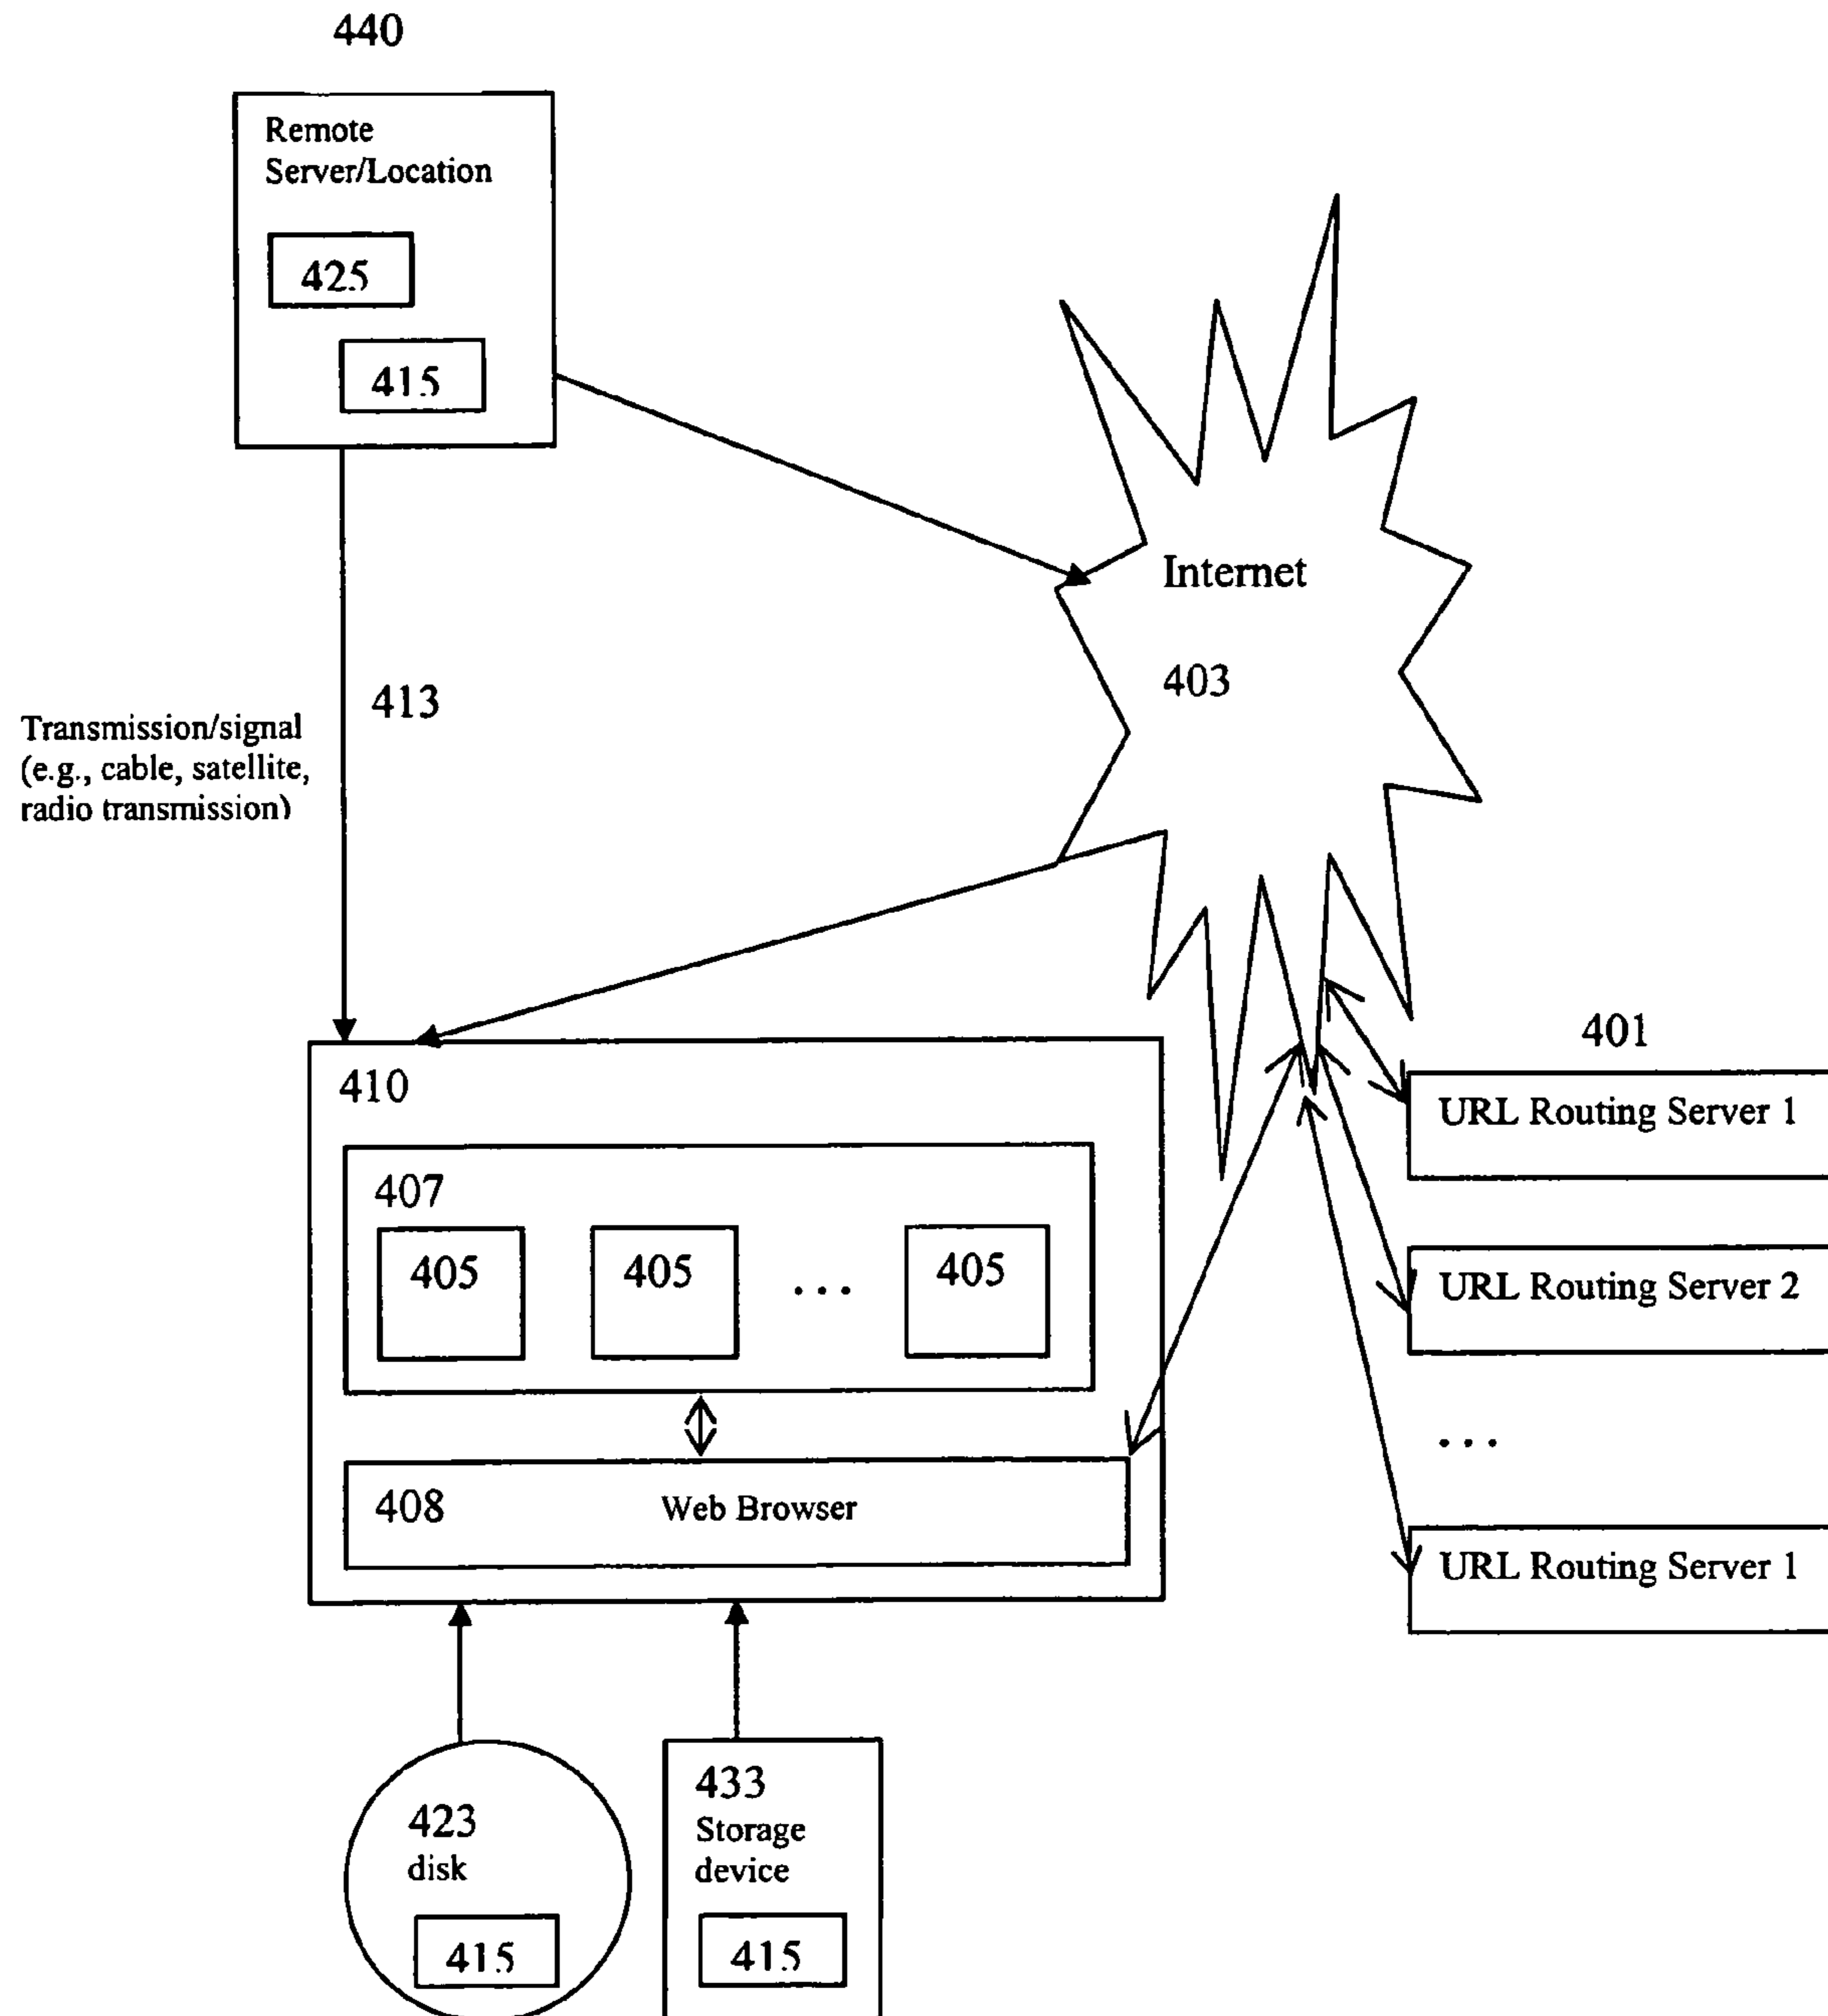 440
Remote
Server/Location
425
415
Internet
403
413
Transmission/signal
(e.g., cable, satellite,
radio transmission)
401
URL Routing Server 1
URL Routing Server 2
...
URL Routing Server 1
410
407
405
405
...
405
408
Web Browser
423
disk
415
433
Storage
device
415